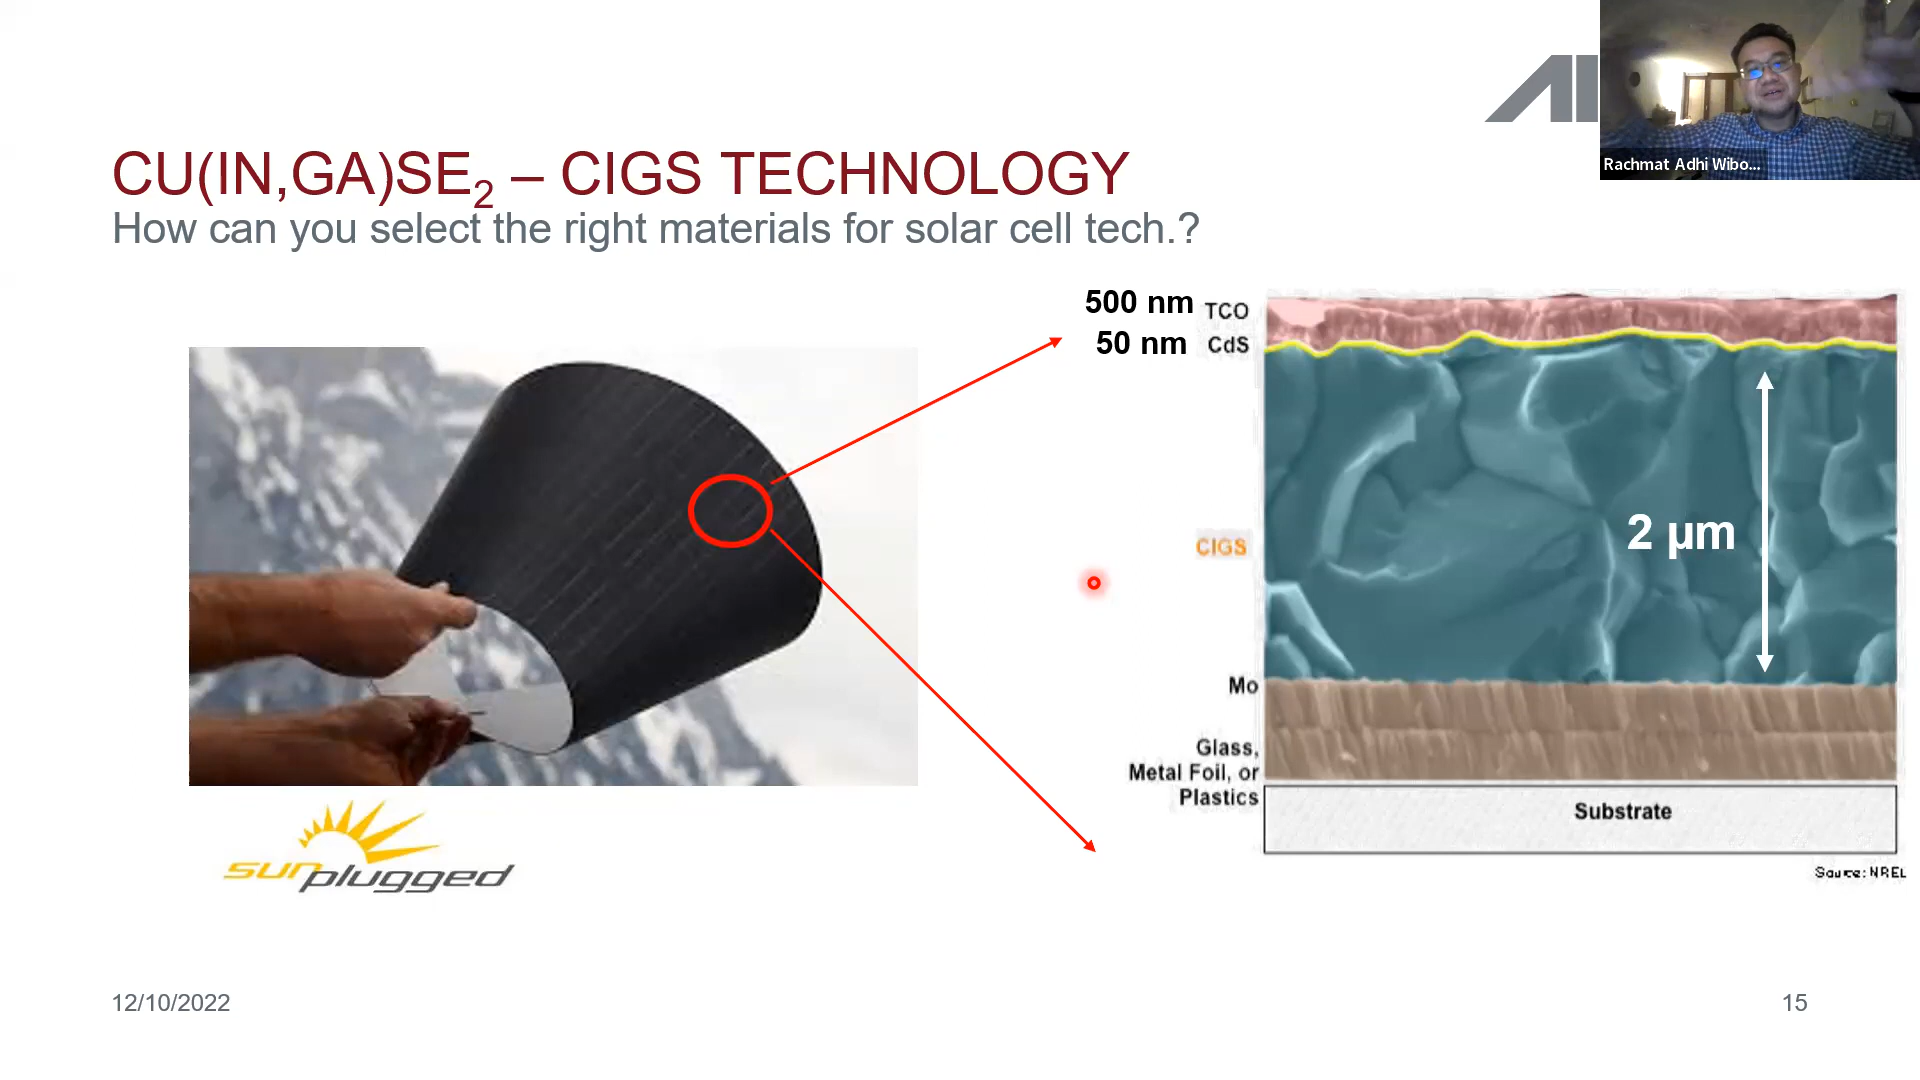 CU(IN,GA)SE2 – CIGS TECHNOLOGY
How can you select the right materials for solar cell tech.?
Rachmat Adhi Wibo...
500 nm TCO
50 nm CdS
CIGS
2 µm
Mo
Glass,
Metal Foil, or
Plastics
Substrate
Source: NREL
sunplugged
12/10/2022
15